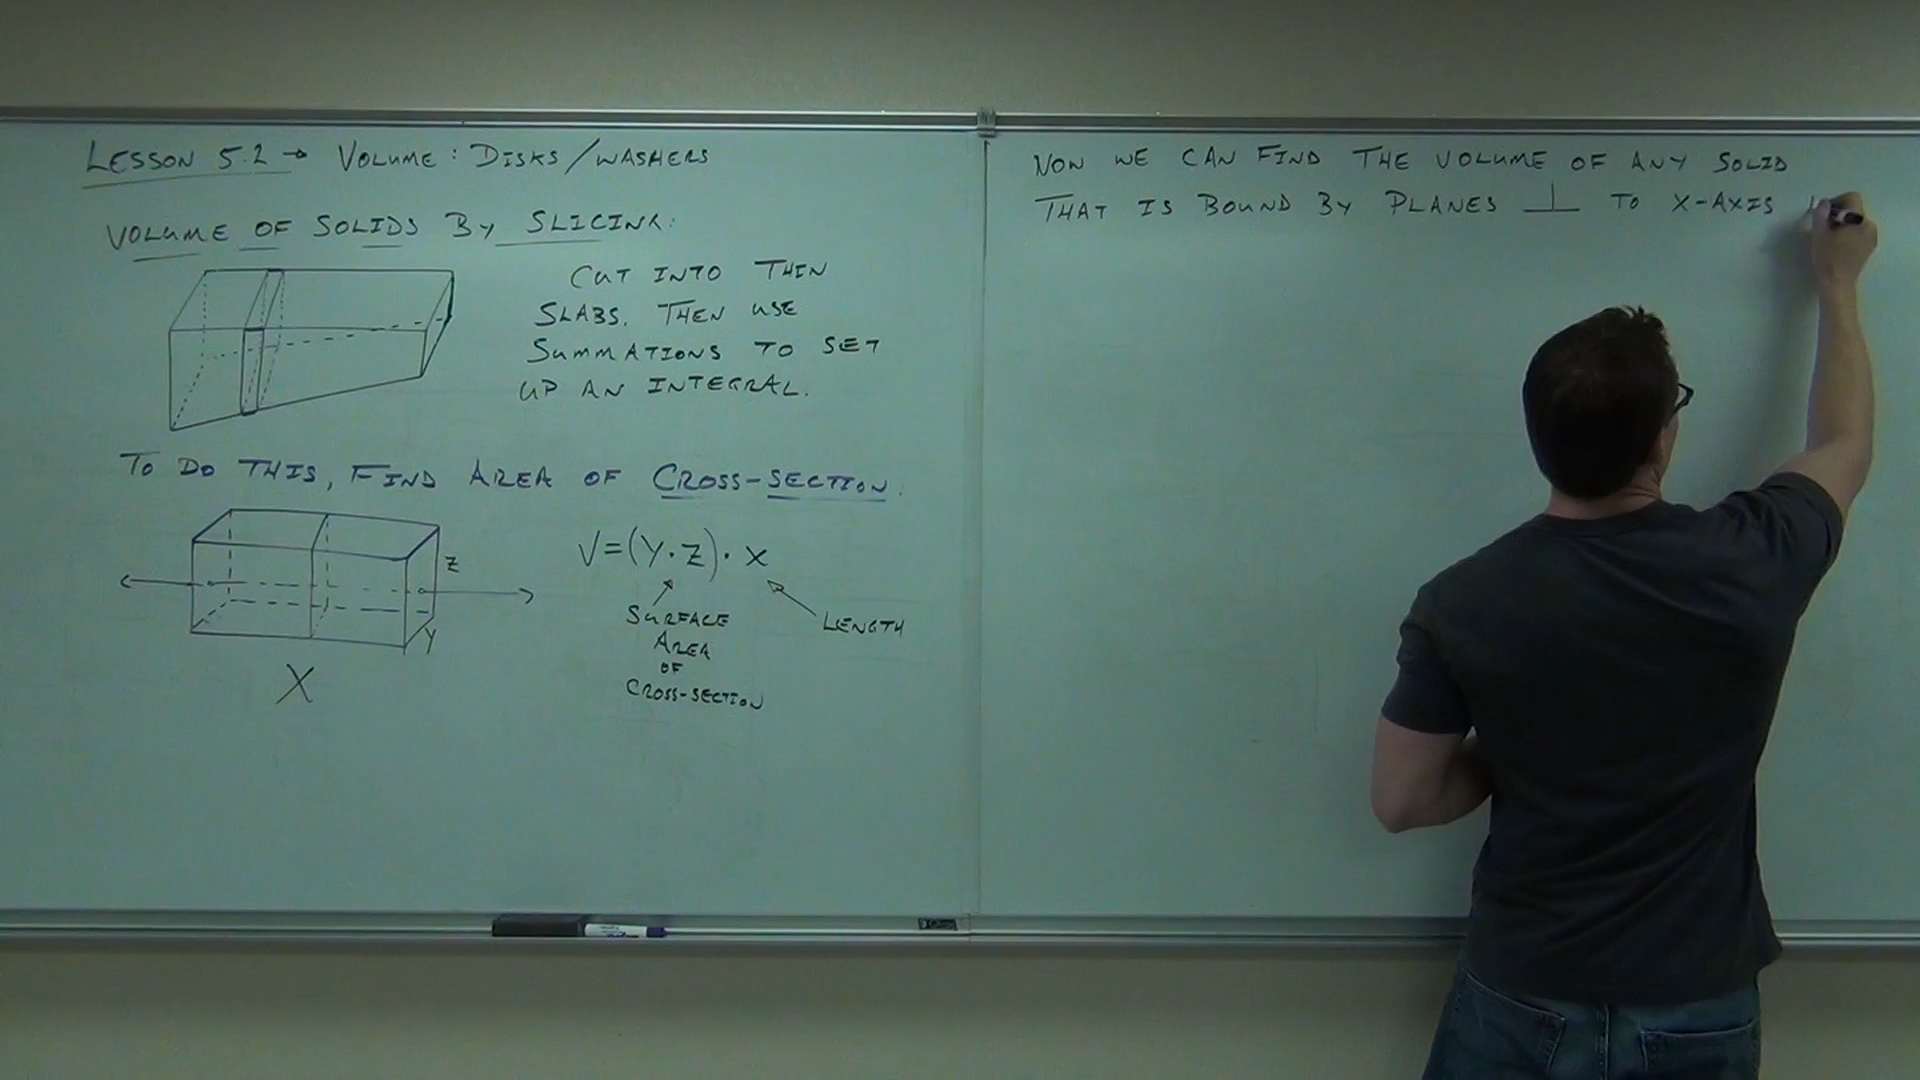 LESSON 5.2 → VOLUME: DISKS/WASHERS
VOLUME OF SOLIDS BY SLICING:
CUT INTO THIN
SLABS. THEN USE
SUMMATIONS TO SET
UP AN INTEGRAL.
TO DO THIS, FIND AREA OF CROSS-SECTION.
Z
Y
X
V=(Y·Z)·X
SURFACE
AREA
OF
CROSS-SECTION
LENGTH
NOW WE CAN FIND THE VOLUME OF ANY SOLID
THAT IS BOUND BY PLANES ⊥ TO X-AXIS